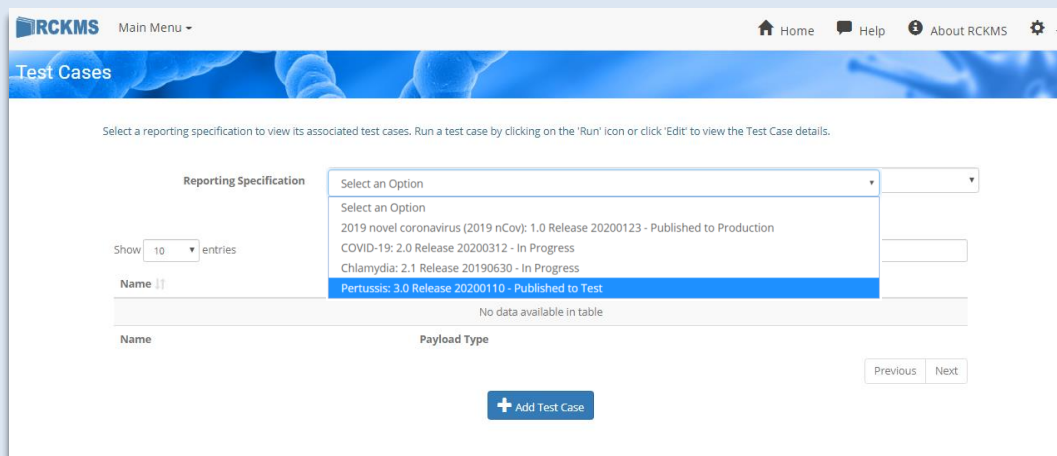 RCKMS Main Menu Home Help About RCKMS
Test Cases
Select a reporting specification to view its associated test cases. Run a test case by clicking on the 'Run' icon or click 'Edit' to view the Test Case details.
Reporting Specification Select an Option
Select an Option
2019 novel coronavirus (2019 nCov): 1.0 Release 20200123 - Published to Production
Show 10 entries COVID-19: 2.0 Release 20200312 - In Progress
Chlamydia: 2.1 Release 20190630 - In Progress
Name Pertussis: 3.0 Release 20200110 - Published to Test
No data available in table
Name Payload Type
Previous Next
Add Test Case